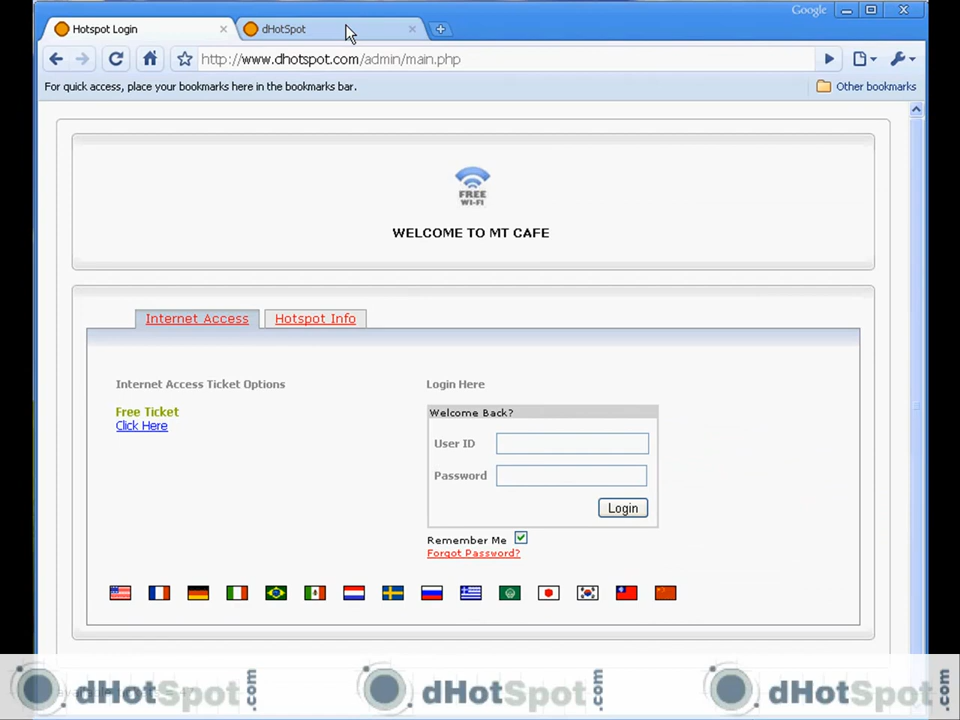 Google
Hotspot Login
dHotSpot
http://www.dhotspot.com/admin/main.php
For quick access, place your bookmarks here in the bookmarks bar.
Other bookmarks
FREE
WI-FI
WELCOME TO MT CAFE
Internet Access
Hotspot Info
Internet Access Ticket Options
Free Ticket
Click Here
Login Here
Welcome Back?
User ID
Password
Login
Remember Me
Forgot Password?
dHotSpot.com
dHotSpot.com
dHotSpot.com